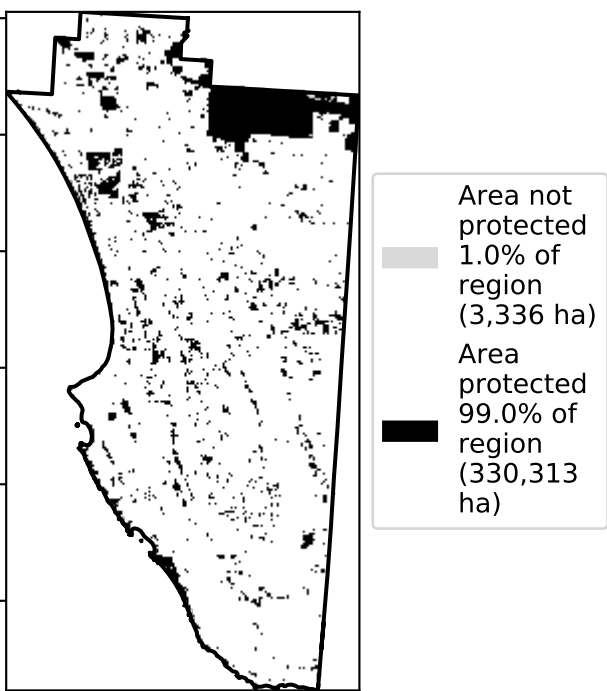 Area not
protected
1.0% of
region
(3,336 ha)
Area
protected
99.0% of
region
(330,313
ha)